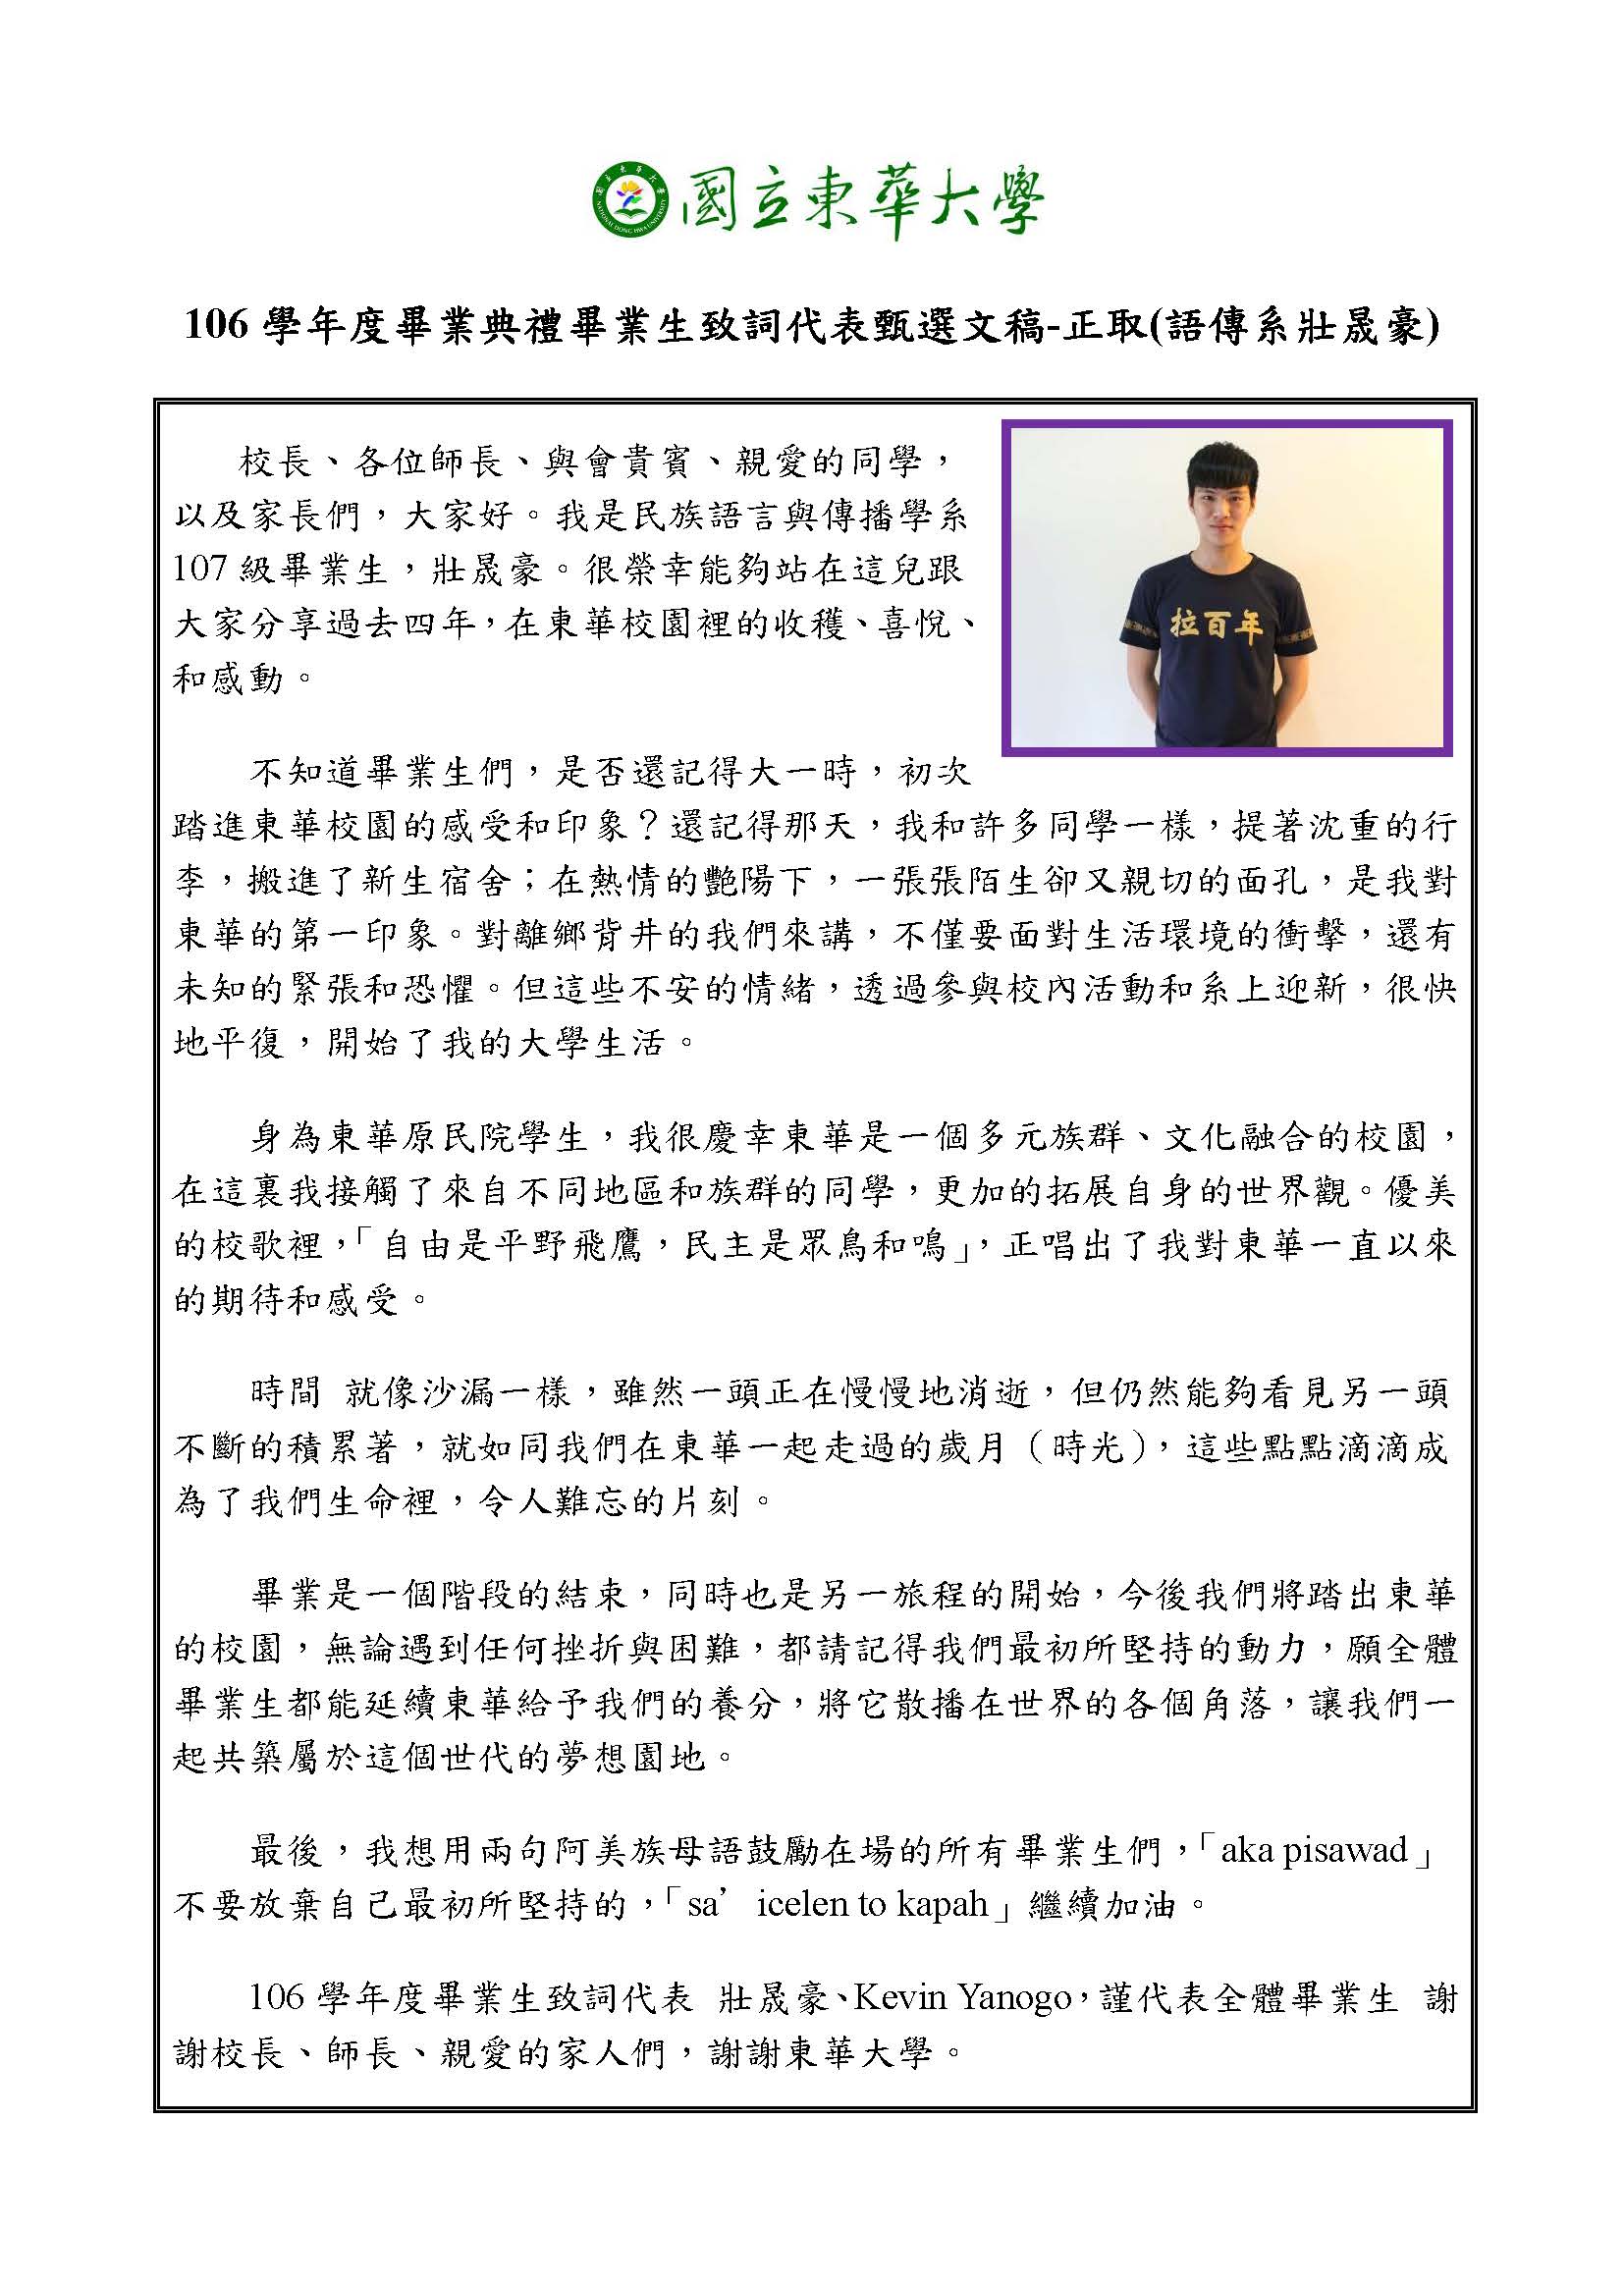 國立東華大學
NATIONAL DONG HWA UNIVERSITY
106 學年度畢業典禮畢業生致詞代表甄選文稿-正取(語傳系壯晟豪)
校長、各位師長、與會貴賓、親愛的同學，
以及家長們，大家好。我是民族語言與傳播學系
107 級畢業生，壯晟豪。很榮幸能夠站在這兒跟
大家分享過去四年，在東華校園裡的收穫、喜悅、
和感動。
拉百年
不知道畢業生們，是否還記得大一時，初次
踏進東華校園的感受和印象？還記得那天，我和許多同學一樣，提著沈重的行
李，搬進了新生宿舍；在熱情的艷陽下，一張張陌生卻又親切的面孔，是我對
東華的第一印象。對離鄉背井的我們來講，不僅要面對生活環境的衝擊，還有
未知的緊張和恐懼。但這些不安的情緒，透過參與校內活動和系上迎新，很快
地平復，開始了我的大學生活。
身為東華原民院學生，我很慶幸東華是一個多元族群、文化融合的校園，
在這裏我接觸了來自不同地區和族群的同學，更加的拓展自身的世界觀。優美
的校歌裡，「自由是平野飛鷹，民主是眾鳥和鳴」，正唱出了我對東華一直以來
的期待和感受。
時間 就像沙漏一樣，雖然一頭正在慢慢地消逝，但仍然能夠看見另一頭
不斷的積累著，就如同我們在東華一起走過的歲月（時光），這些點點滴滴成
為了我們生命裡，令人難忘的片刻。
畢業是一個階段的結束，同時也是另一旅程的開始，今後我們將踏出東華
的校園，無論遇到任何挫折與困難，都請記得我們最初所堅持的動力，願全體
畢業生都能延續東華給予我們的養分，將它散播在世界的各個角落，讓我們一
起共築屬於這個世代的夢想園地。
最後，我想用兩句阿美族母語鼓勵在場的所有畢業生們，「aka pisawad」
不要放棄自己最初所堅持的，「sa’icelen to kapah」繼續加油。
106 學年度畢業生致詞代表 壯晟豪、Kevin Yanogo，謹代表全體畢業生 謝
謝校長、師長、親愛的家人們，謝謝東華大學。